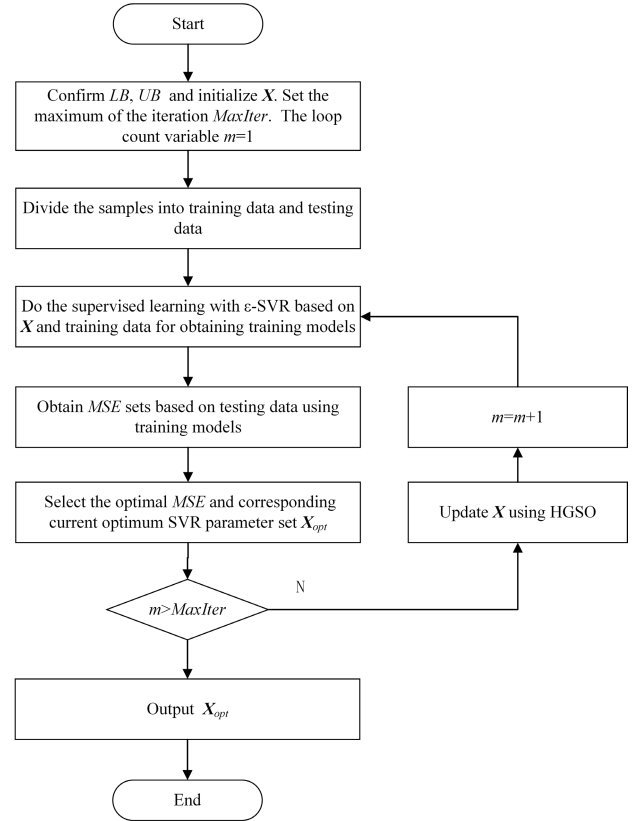 Start
Confirm LB, UB and initialize X. Set the
maximum of the iteration MaxIter. The loop
count variable m=1
Divide the samples into training data and testing
data
Do the supervised learning with ε-SVR based on
X and training data for obtaining training models
Obtain MSE sets based on testing data using
training models
m=m+1
Select the optimal MSE and corresponding
current optimum SVR parameter set Xopt
Update X using HGSO
N
m>MaxIter
Output Xopt
End